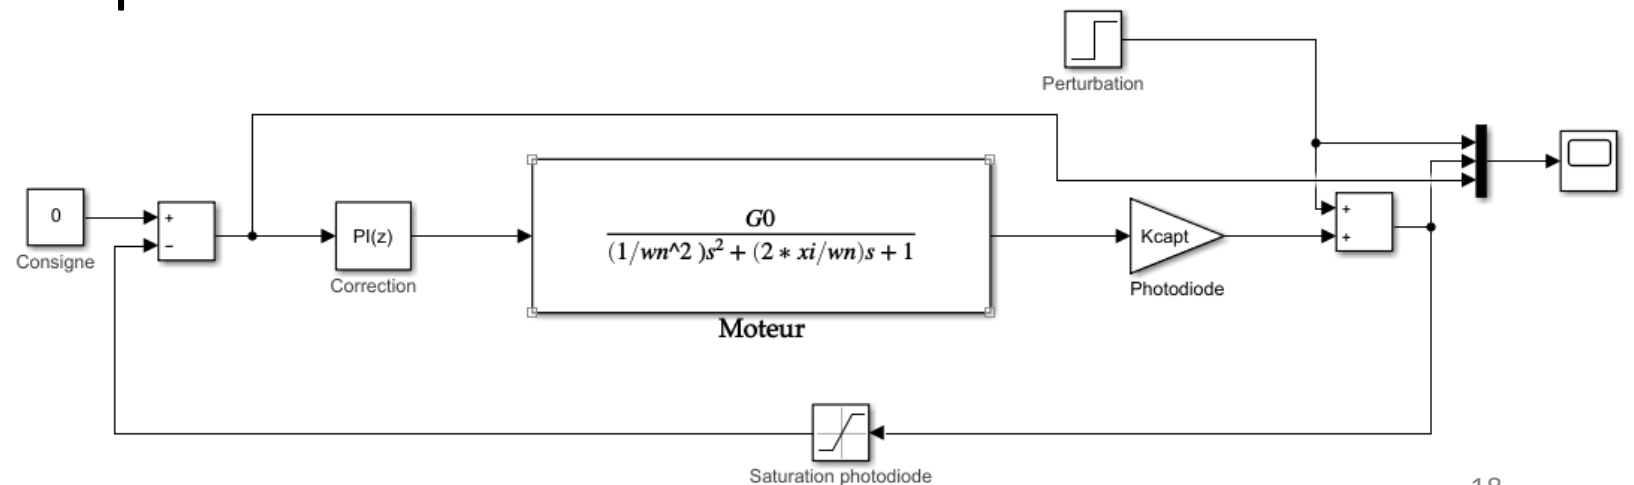 Perturbation
0
+
−
Consigne
PI(z)
Correction
G0
(1/wn^2 )s² + (2 * xi/wn)s + 1
Moteur
Kcapt
Photodiode
+
+
Saturation photodiode